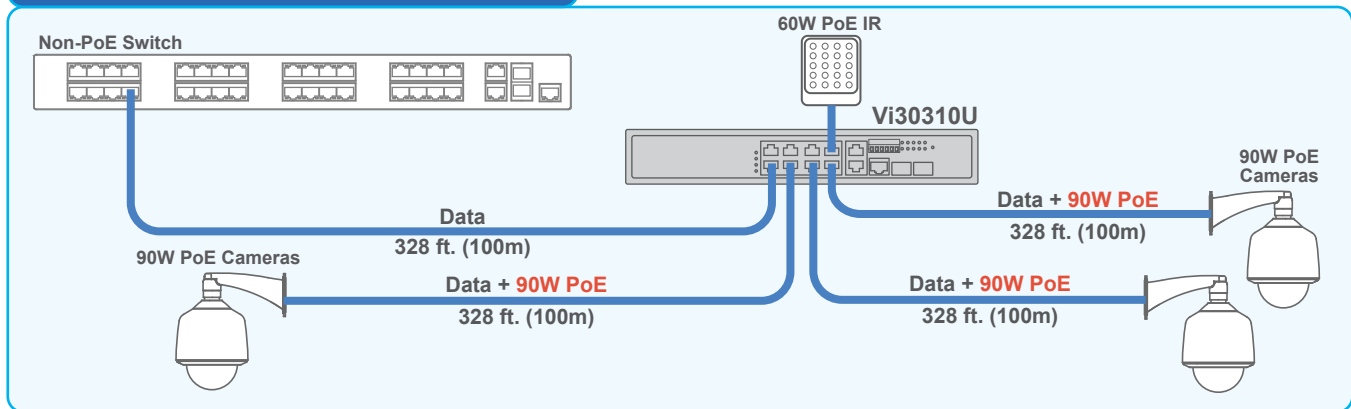 60W PoE IR
Non-PoE Switch
Vi30310U
90W PoE
Cameras
Data + 90W PoE
328 ft. (100m)
Data
328 ft. (100m)
90W PoE Cameras
Data + 90W PoE
328 ft. (100m)
Data + 90W PoE
328 ft. (100m)